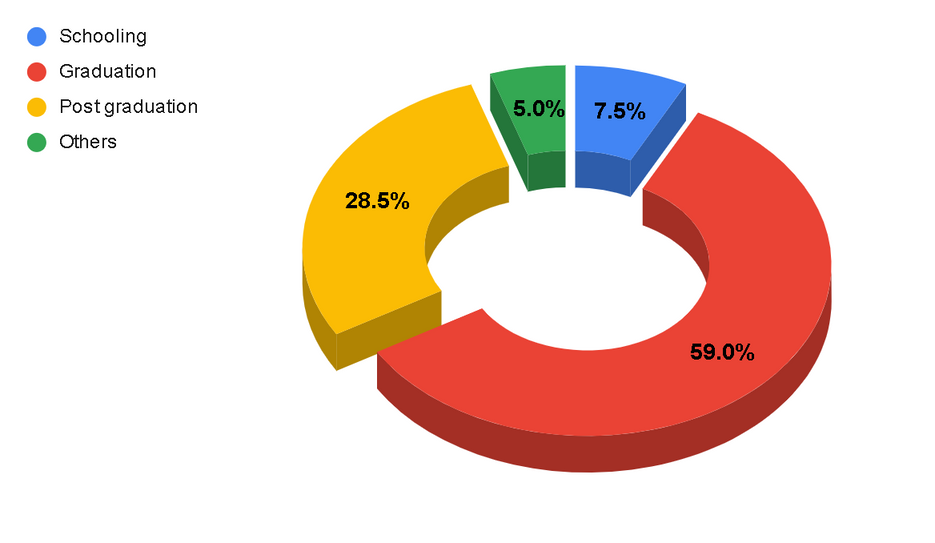 Schooling
Graduation
Post graduation
Others
5.0%
7.5%
28.5%
59.0%